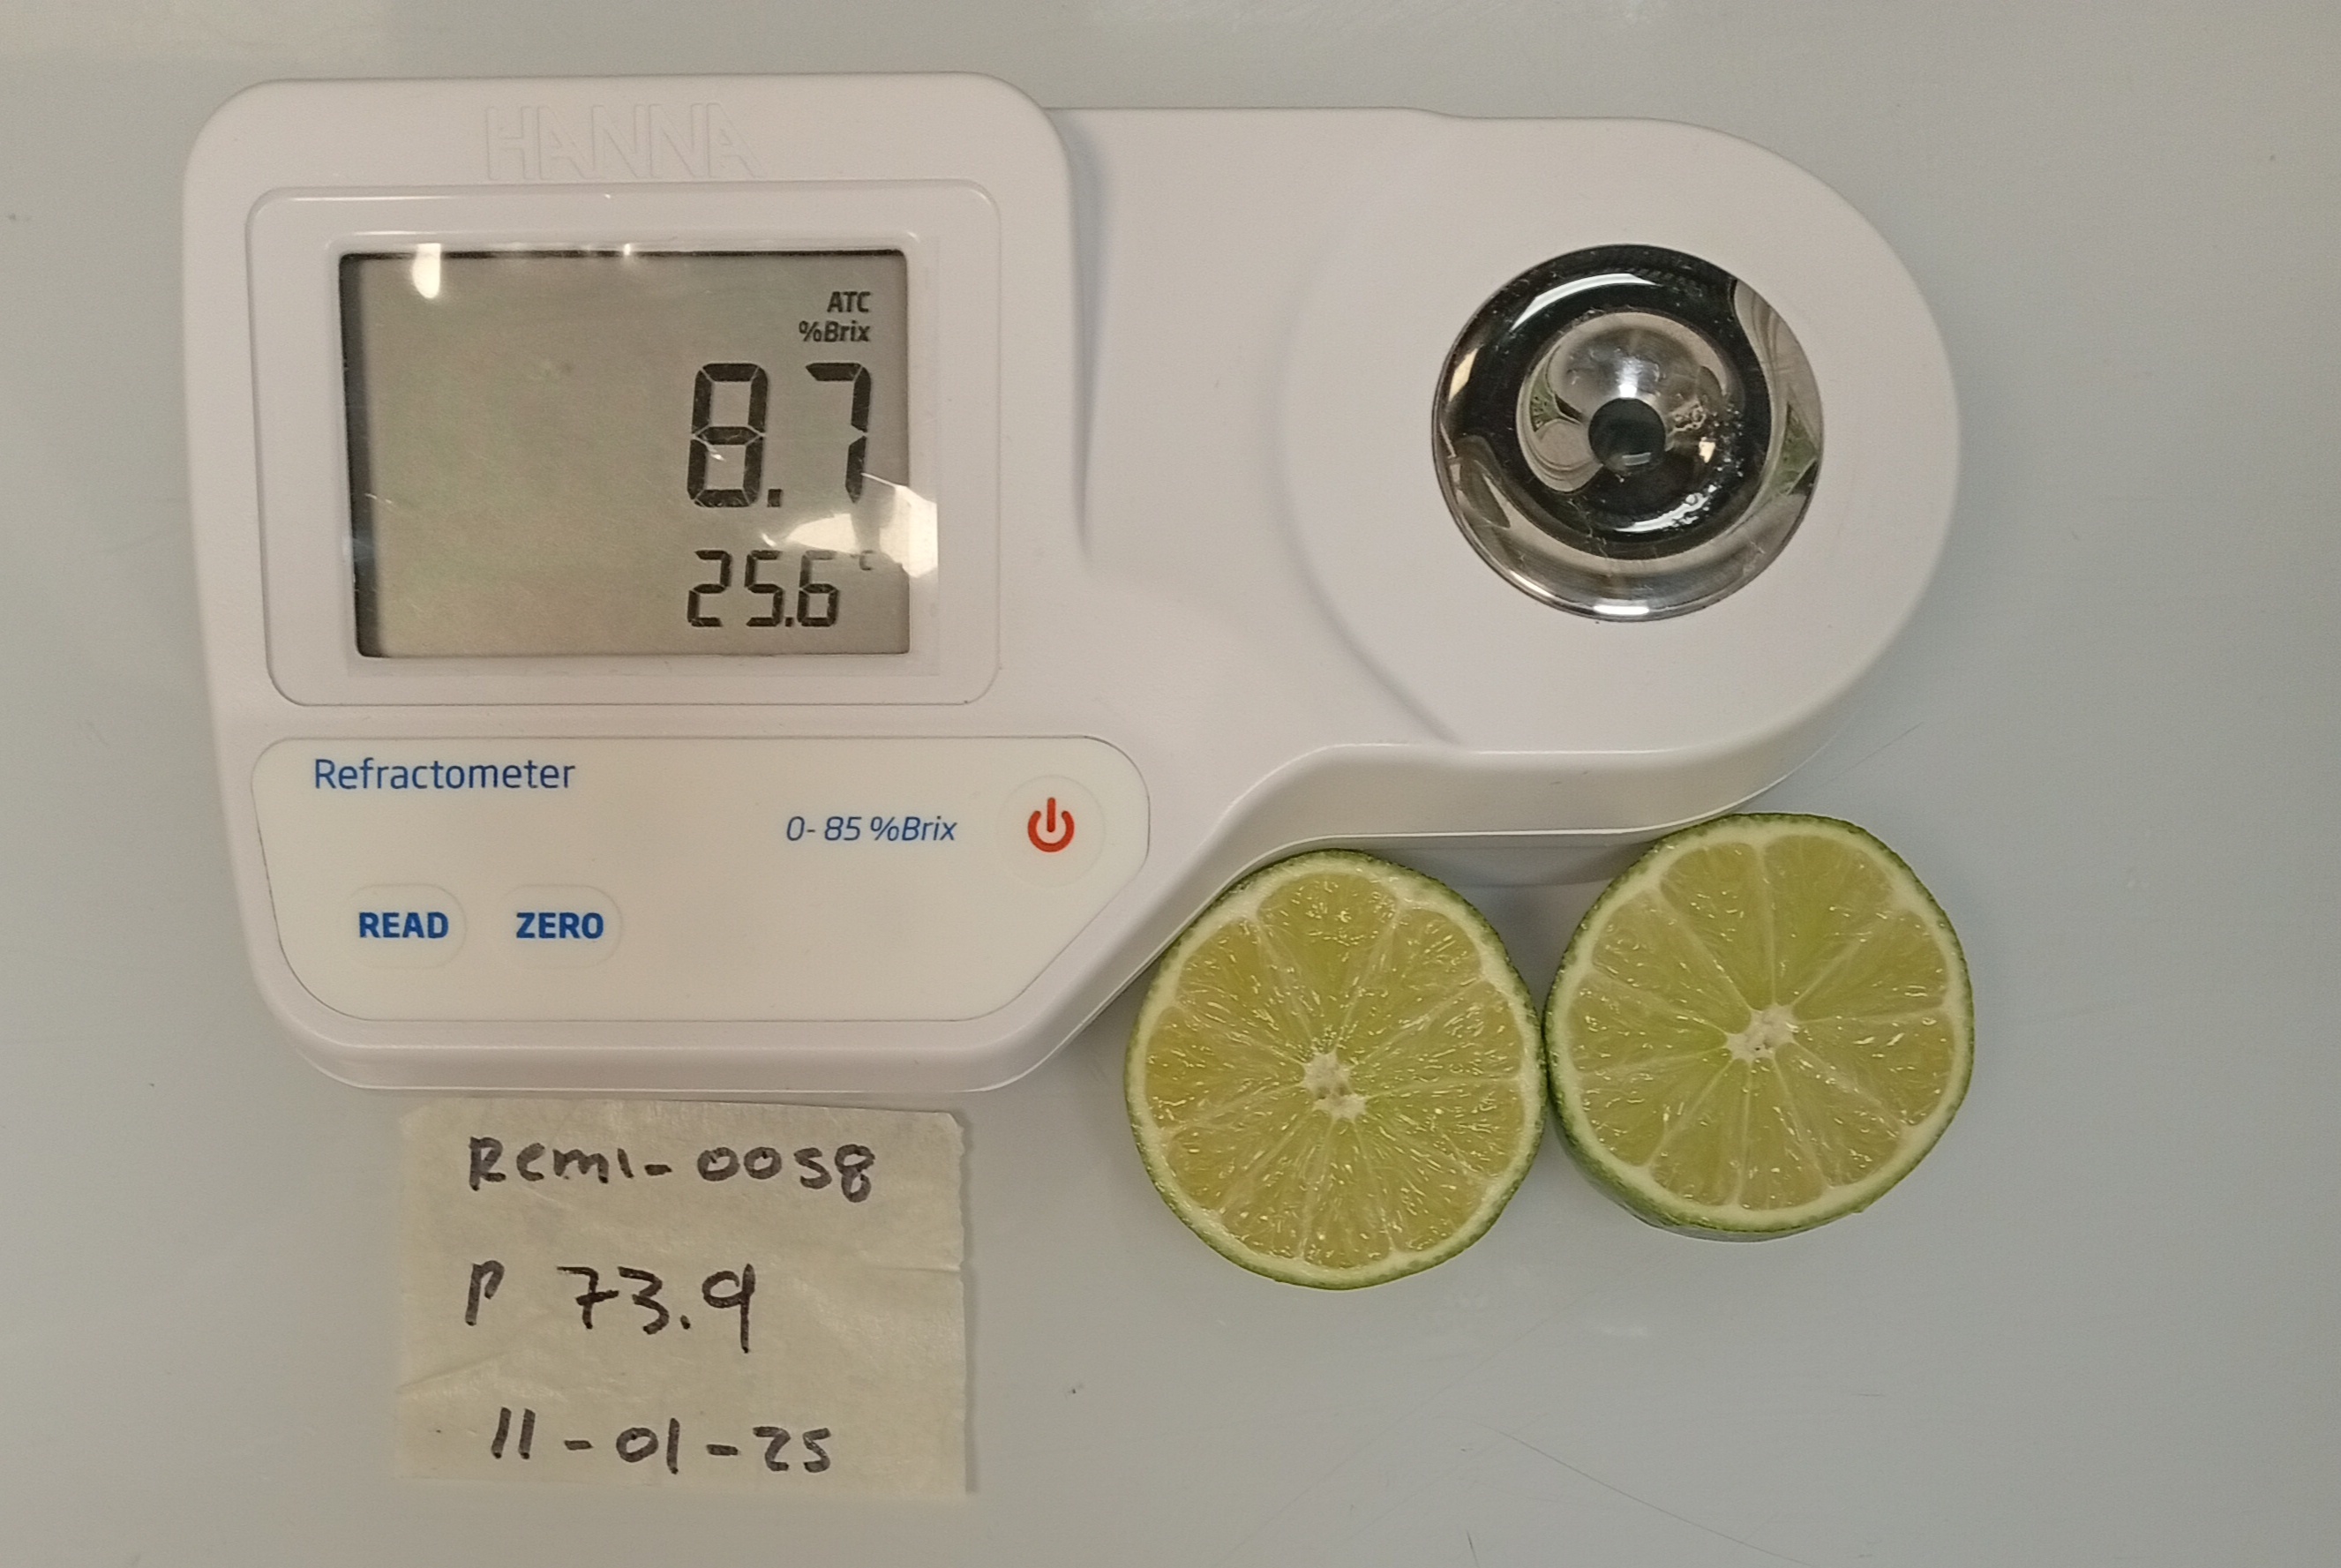 HANNA
ATC
%Brix
8.7
25.6°C
Refractometer
0-85 %Brix
READ ZERO
Remi-0058
P 73.9
11-01-25